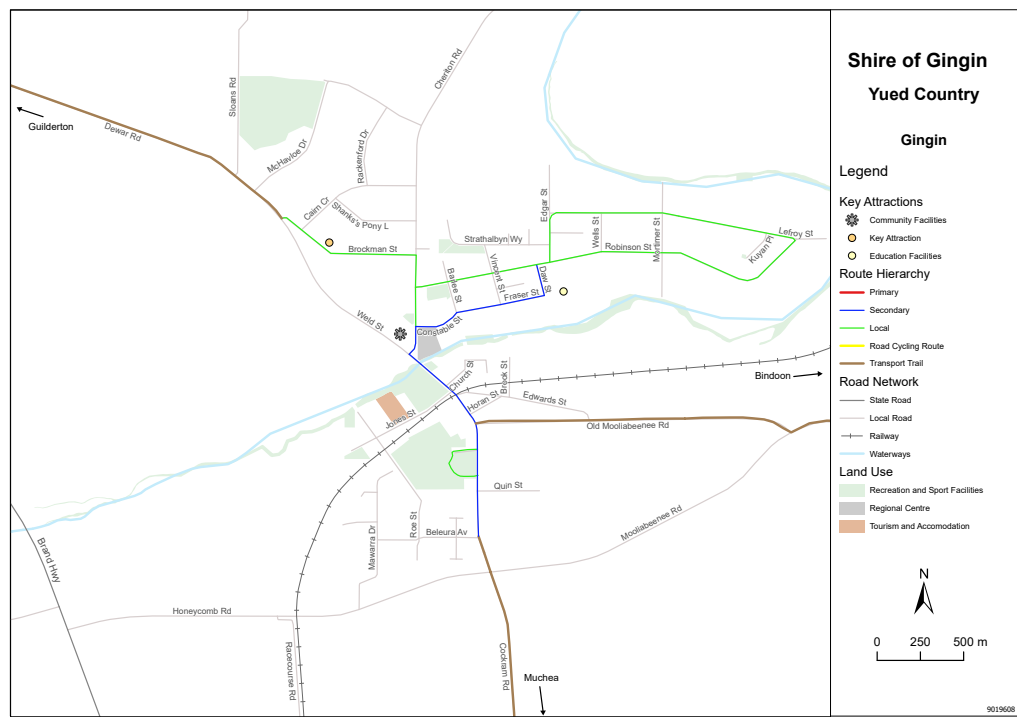 Shire of Gingin
Yued Country
Gingin
Legend
Key Attractions
Community Facilities
Key Attraction
Education Facilities
Route Hierarchy
Primary
Secondary
Local
Road Cycling Route
Transport Trail
Road Network
State Road
Local Road
Railway
Waterways
Land Use
Recreation and Sport Facilities
Regional Centre
Tourism and Accomodation
N
0 250 500 m
9019608
Guilderton
Dewar Rd
Sloans Rd
Cheriton Rd
McHavloe Dr
Rackenford Dr
Cairn Cr
Shanks's Pony L
Brockman St
Strathalbyn Wy
Edgar St
Wells St
Mortimer St
Robinson St
Kuyan Pl
Lefroy St
Vincent St
Banee St
Daw St
Fraser St
Constable St
Weld St
Church St
Brook St
Horan St
Edwards St
Bindoon
Jones St
Old Mooliabeenee Rd
Quin St
Roe St
Beleura Av
Mawarra Dr
Mooliabeenee Rd
Brand Hwy
Honeycomb Rd
Racecourse Rd
Cockram Rd
Muchea